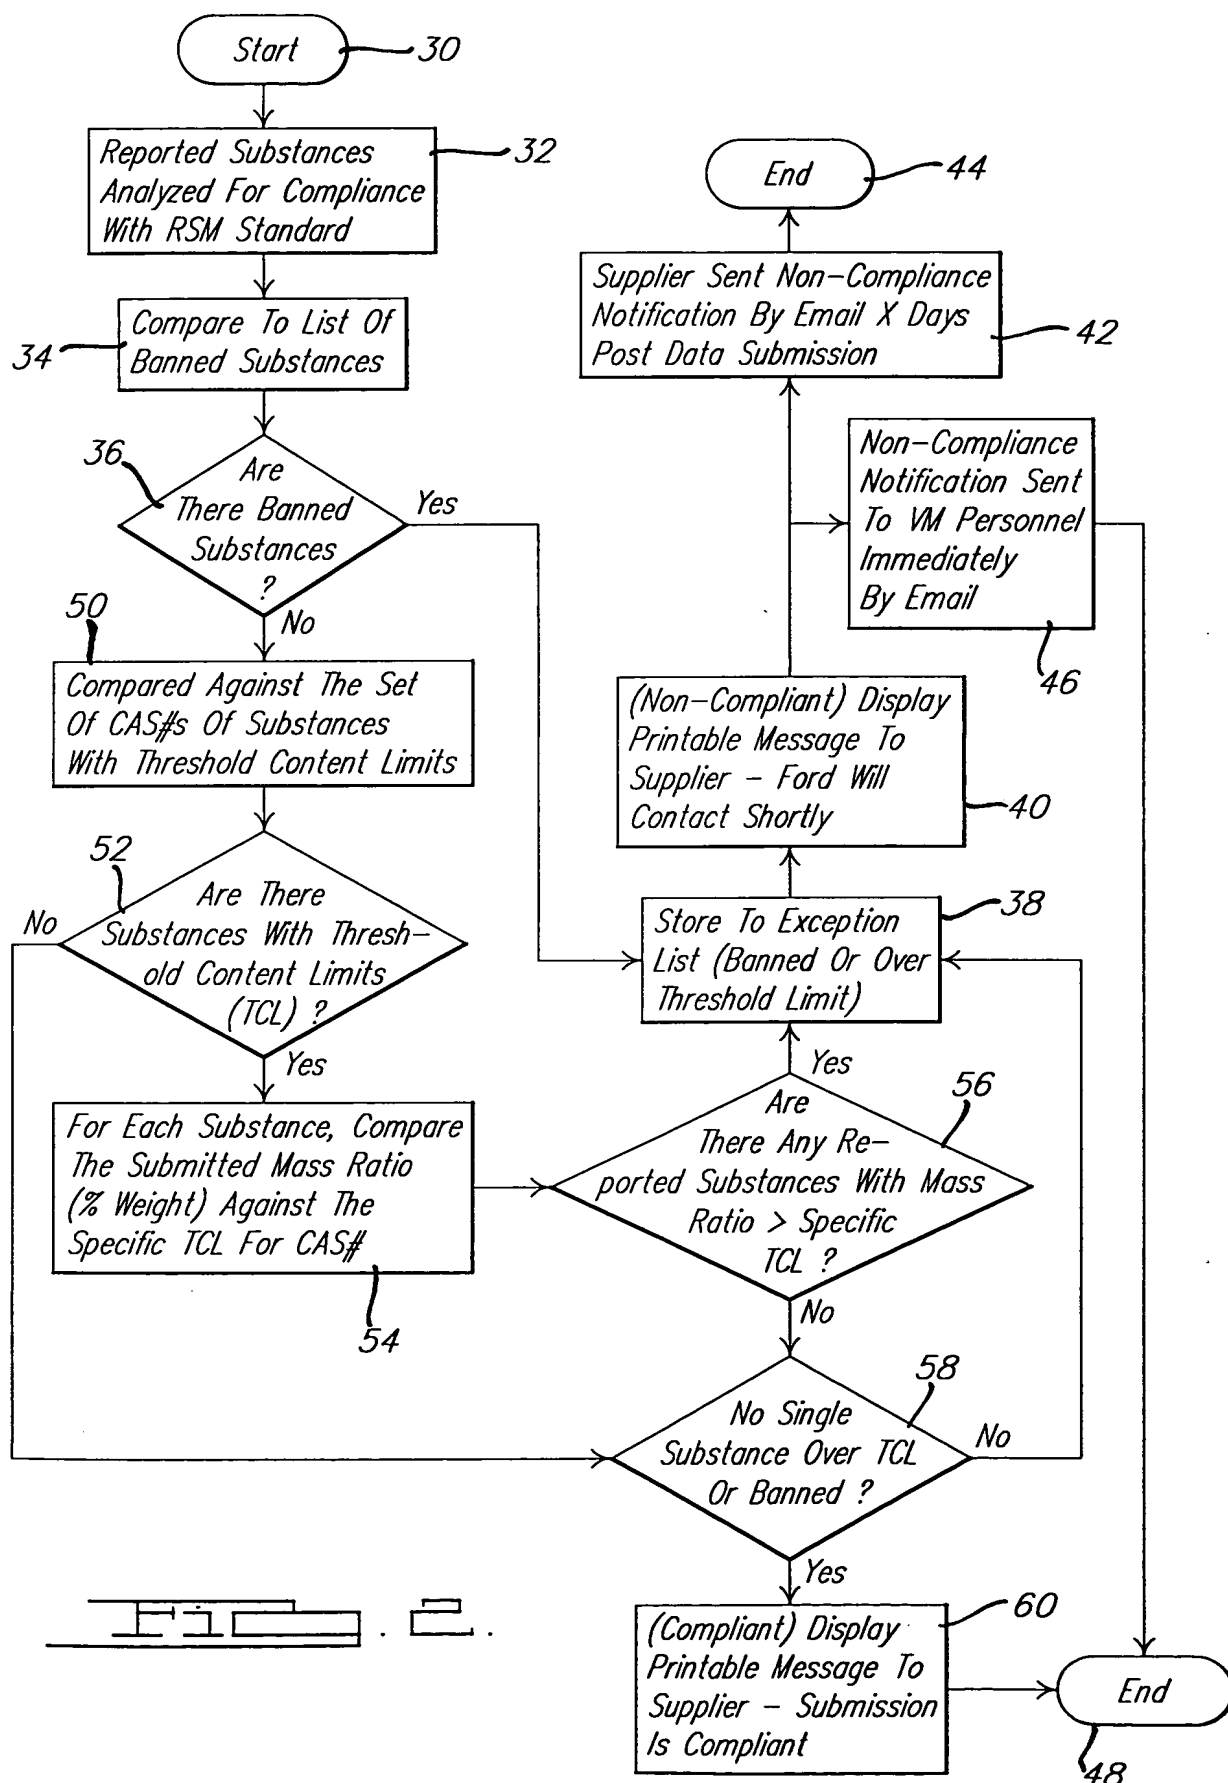 Start
30
Reported Substances
Analyzed For Compliance
With RSM Standard
32
Compare To List Of
Banned Substances
34
36
Are
There Banned
Substances
?
Yes
No
50
Compared Against The Set
Of CAS#s Of Substances
With Threshold Content Limits
52
Are There
Substances With Thresh-
old Content Limits
(TCL) ?
No
Yes
For Each Substance, Compare
The Submitted Mass Ratio
(% Weight) Against The
Specific TCL For CAS#
54
End
44
Supplier Sent Non-Compliance
Notification By Email X Days
Post Data Submission
42
Non-Compliance
Notification Sent
To VM Personnel
Immediately
By Email
46
(Non-Compliant) Display
Printable Message To
Supplier - Ford Will
Contact Shortly
40
Store To Exception
List (Banned Or Over
Threshold Limit)
38
Yes
56
Are
There Any Re-
ported Substances With Mass
Ratio > Specific
TCL ?
No
58
No Single
Substance Over TCL
Or Banned ?
No
Yes
(Compliant) Display
Printable Message To
Supplier - Submission
Is Compliant
60
End
48